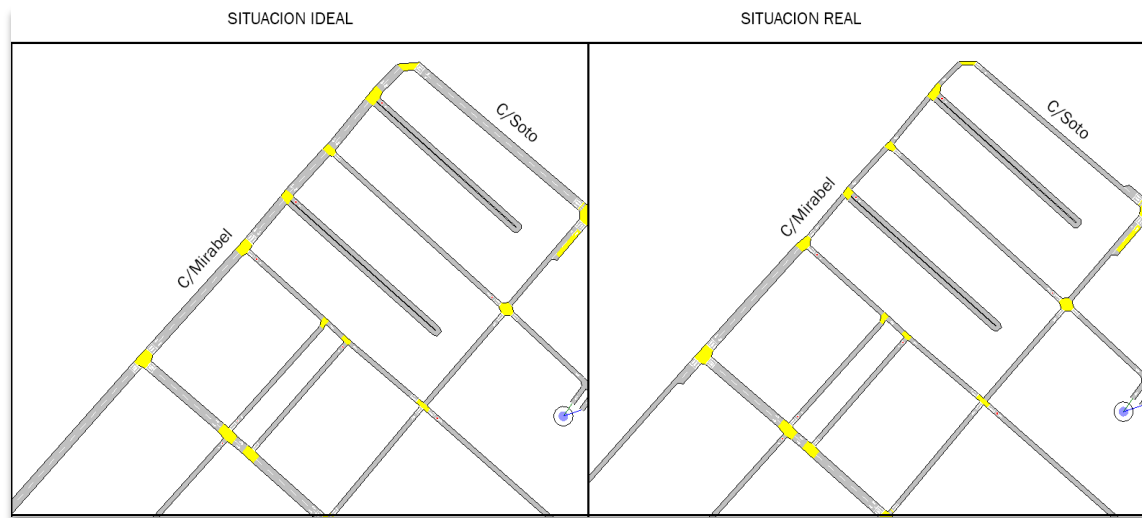 SITUACION IDEAL
SITUACION REAL
C/Soto
C/Mirabel
C/Soto
C/Mirabel